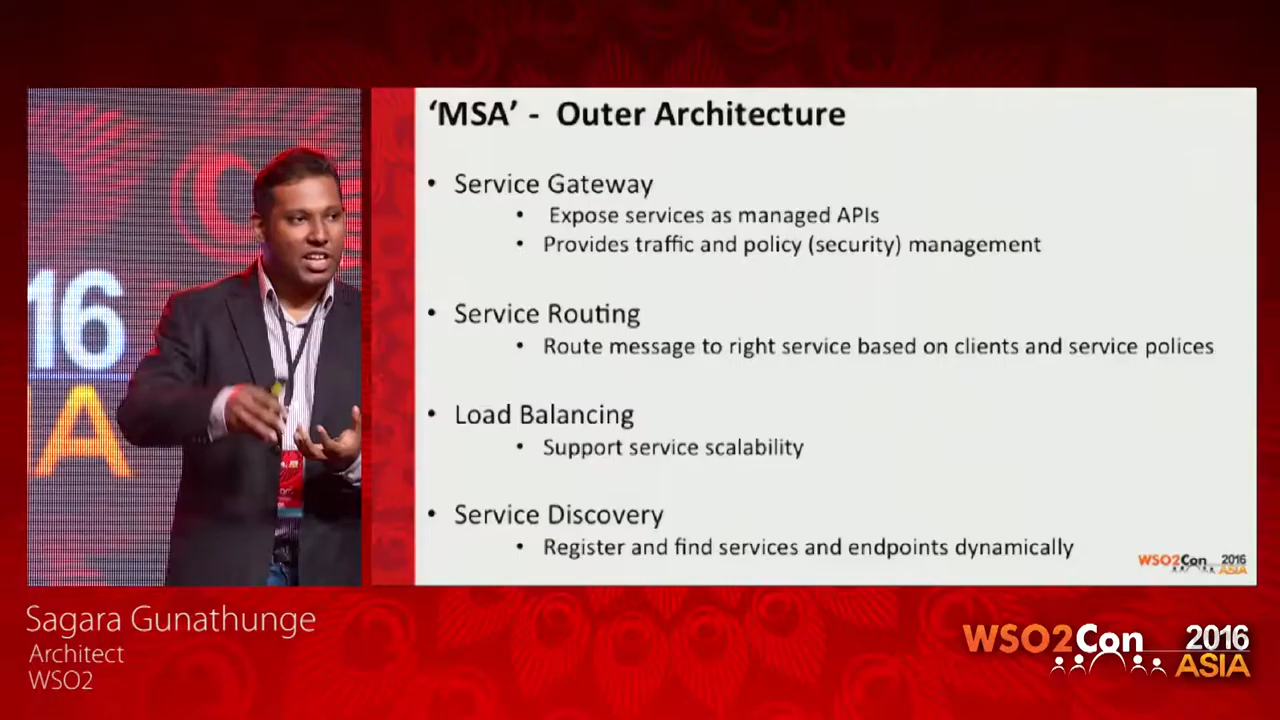 16
IA
‘MSA’ - Outer Architecture
• Service Gateway
• Expose services as managed APIs
• Provides traffic and policy (security) management
• Service Routing
• Route message to right service based on clients and service polices
• Load Balancing
• Support service scalability
• Service Discovery
• Register and find services and endpoints dynamically
WSO2Con 2016
ASIA
Sagara Gunathunge
Architect
WSO2
WSO2Con 2016
ASIA